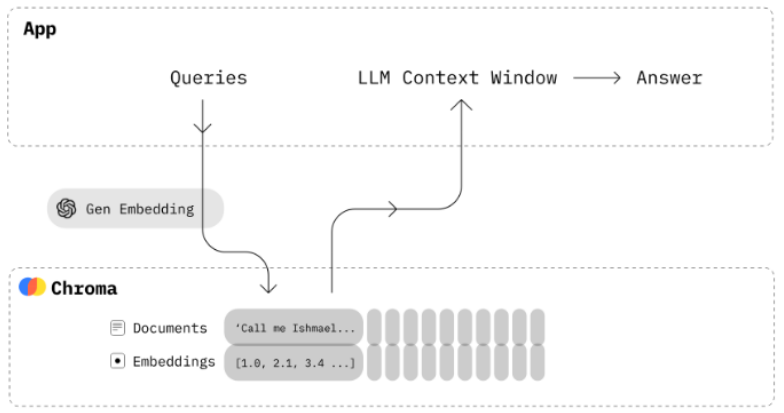 App
Queries
LLM Context Window
Answer
Gen Embedding
Chroma
Documents
‘Call me Ishmael...
Embeddings
[1.0, 2.1, 3.4 ...]